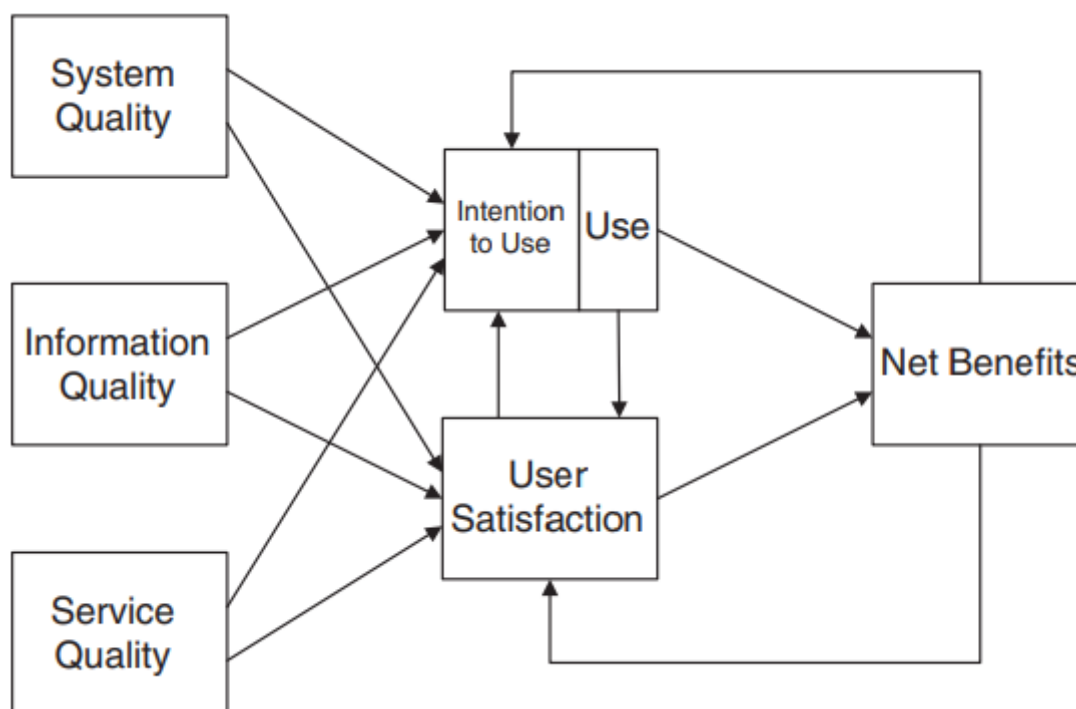 System
Quality
Intention
to Use
Use
Information
Quality
Net Benefits
User
Satisfaction
Service
Quality